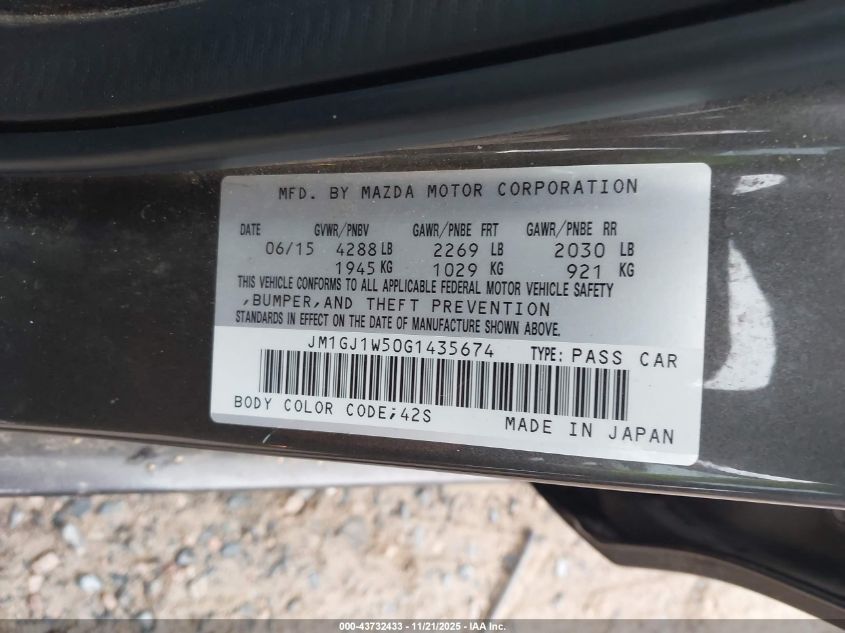 MFD. BY MAZDA MOTOR CORPORATION
DATE GVWR/PNBV GAWR/PNBE FRT GAWR/PNBE RR
06/15 4288 LB 2269 LB 2030 LB
1945 KG 1029 KG 921 KG
THIS VEHICLE CONFORMS TO ALL APPLICABLE FEDERAL MOTOR VEHICLE SAFETY
,BUMPER,AND THEFT PREVENTION
STANDARDS IN EFFECT ON THE DATE OF MANUFACTURE SHOWN ABOVE.
JM1GJ1W50G1435674 TYPE: PASS CAR
BODY COLOR CODE;42S
MADE IN JAPAN
000-43732433 - 11/21/2025 - IAA Inc.